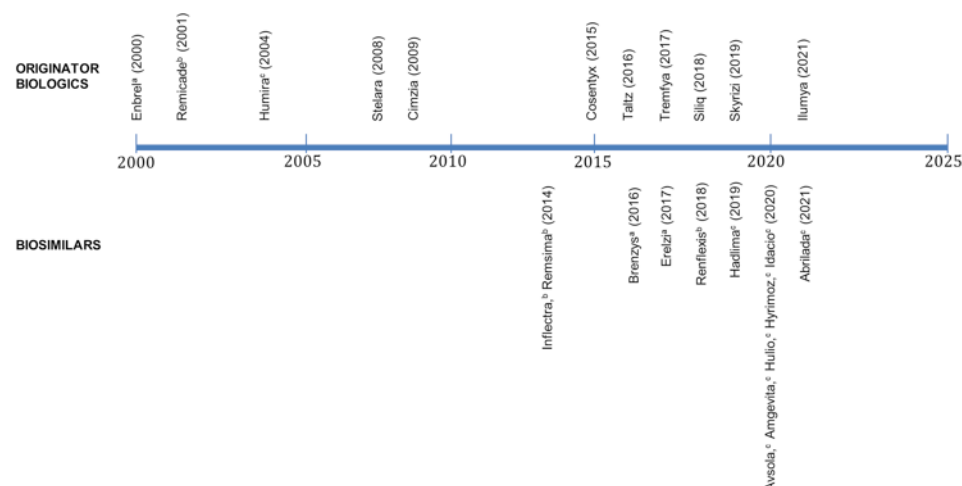 ORIGINATOR
BIOLOGICS
Enbrelᵃ (2000)
Remicadeᵇ (2001)
Humiraᶜ (2004)
Stelara (2008)
Cimzia (2009)
Cosentyx (2015)
Taltz (2016)
Tremfya (2017)
Siliq (2018)
Skyrizi (2019)
Ilumya (2021)
2000
2005
2010
2015
2020
2025
BIOSIMILARS
Inflectra,ᵇ Remsimaᵇ (2014)
Brenzysᵃ (2016)
Erelziᵃ (2017)
Renflexisᵇ (2018)
Hadlimaᶜ (2019)
Avsola,ᶜ Amgevita,ᶜ Hulio,ᶜ Hyrimoz,ᶜ Idacioᶜ (2020)
Abriladaᶜ (2021)